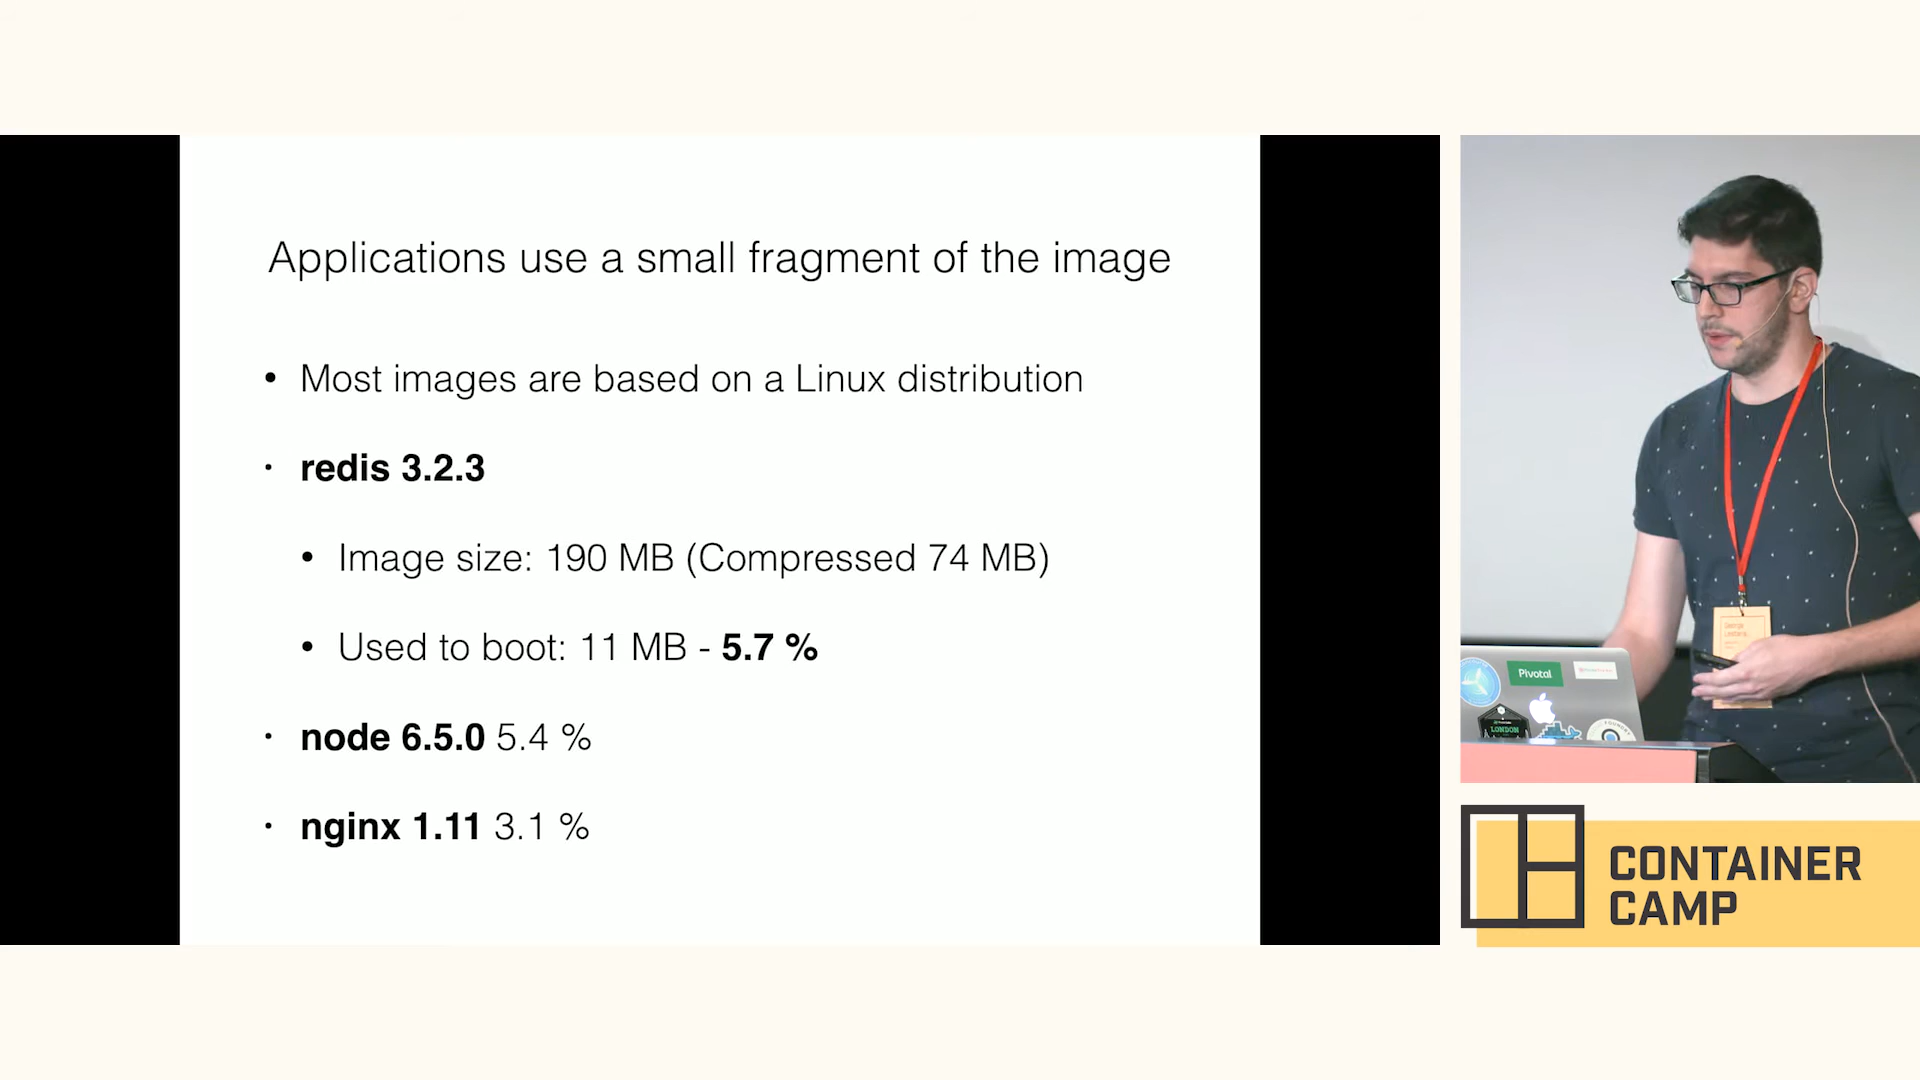 Applications use a small fragment of the image
• Most images are based on a Linux distribution
· redis 3.2.3
• Image size: 190 MB (Compressed 74 MB)
• Used to boot: 11 MB - 5.7 %
· node 6.5.0 5.4 %
· nginx 1.11 3.1 %
George
Pivotal
LONDON
CONTAINER
CAMP